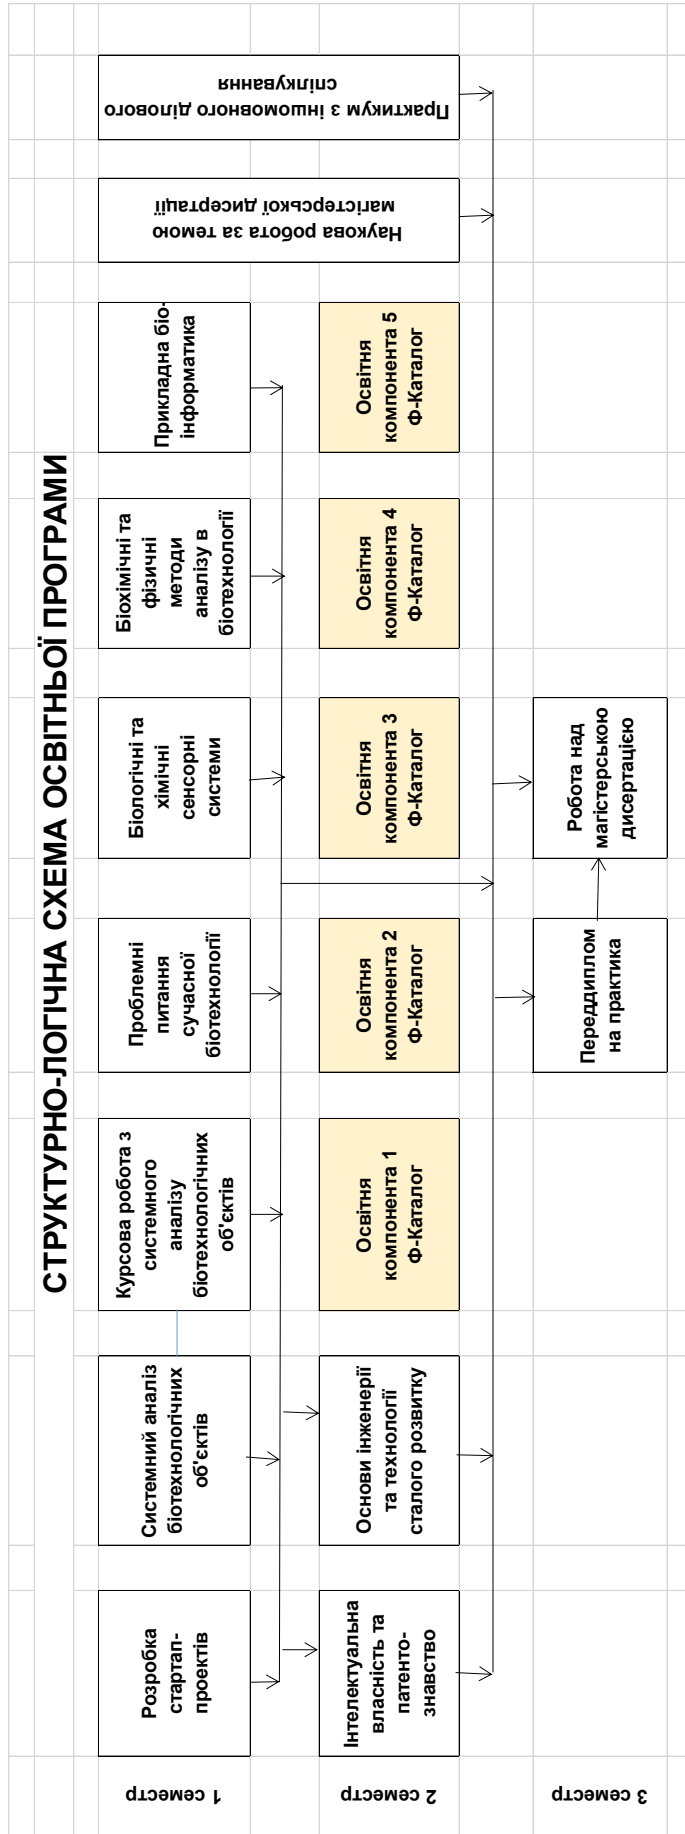 СТРУКТУРНО-ЛОГІЧНА СХЕМА ОСВІТНЬОЇ ПРОГРАМИ
1 семестр
Розробка
стартап-
проектів
Системний аналіз
біотехнологічних
об'єктів
Курсова робота з
системного
аналізу
біотехнологічних
об'єктів
Проблемні
питання
сучасної
біотехнології
Біологічні та
хімічні
сенсорні
системи
Біохімічні та
фізичні
методи
аналізу в
біотехнології
Прикладна біо-
інформатика
Наукова робота за темою
магістерської дисертації
Практикум з іншомовного ділового
спілкування
2 семестр
Інтелектуальна
власність та
патенто-
знавство
Основи інженерії
та технології
сталого розвитку
Освітня
компонента 1
Ф-Каталог
Освітня
компонента 2
Ф-Каталог
Освітня
компонента 3
Ф-Каталог
Освітня
компонента 4
Ф-Каталог
Освітня
компонента 5
Ф-Каталог
3 семестр
Переддиплом
на практика
Робота над
магістерською
дисертацією